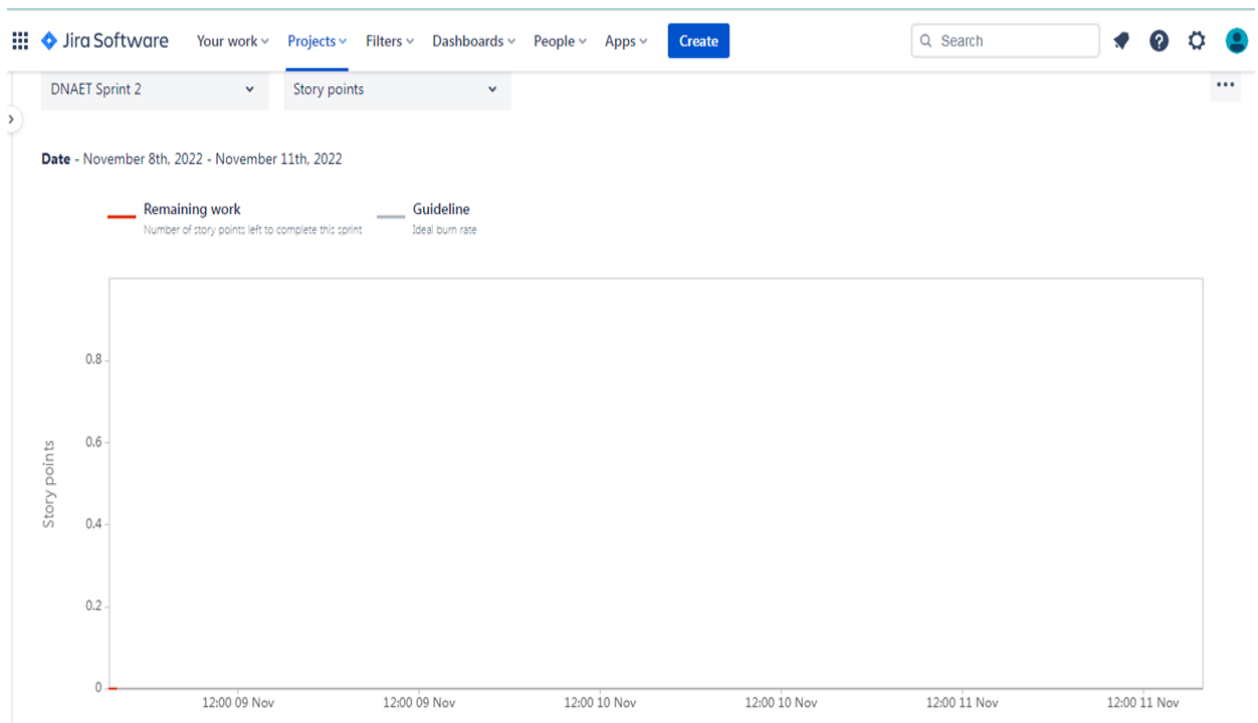 Jira Software Your work Projects Filters Dashboards People Apps Create Search
DNAET Sprint 2 Story points
Date - November 8th, 2022 - November 11th, 2022
Remaining work Guideline
Number of story points left to complete this sprint Ideal burn rate
0.8
0.6
Story points
0.4
0.2
0
12:00 09 Nov 12:00 09 Nov 12:00 10 Nov 12:00 10 Nov 12:00 11 Nov 12:00 11 Nov